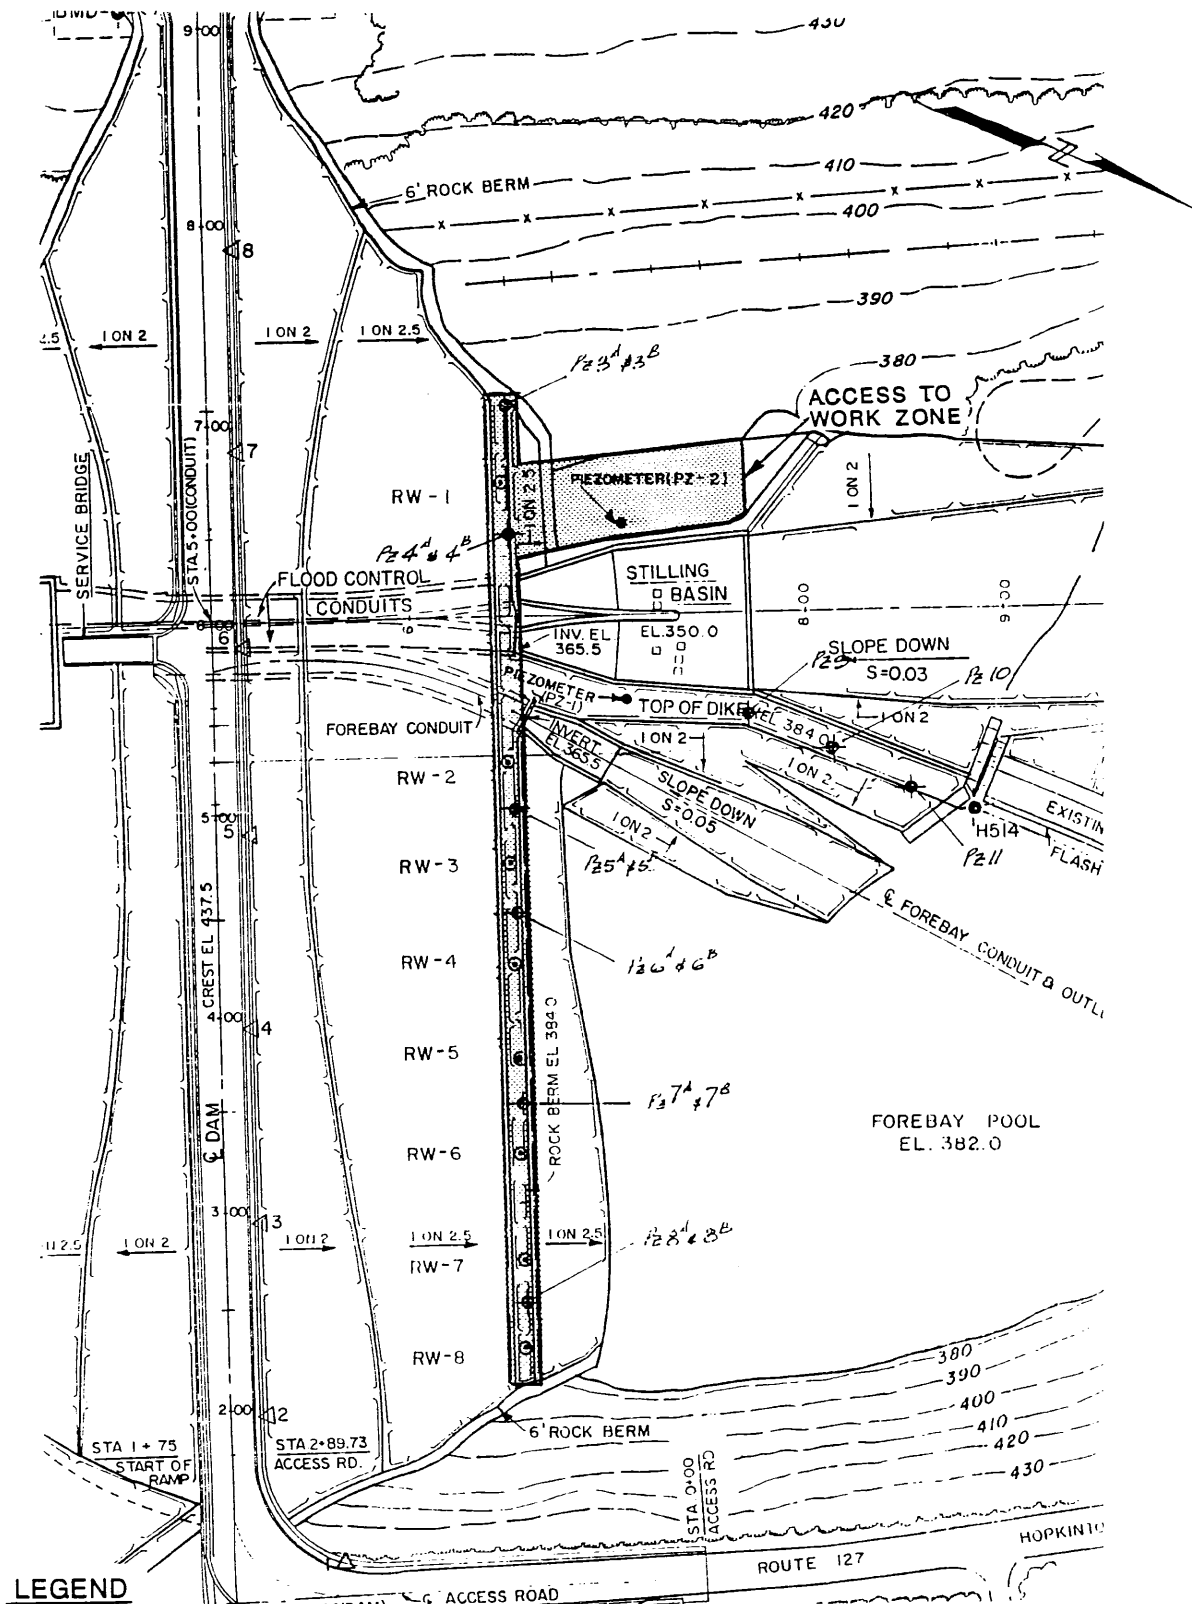 9+00
430
420
410
6' ROCK BERM
400
8+00
8
390
1 ON 2
1 ON 2
1 ON 2.5
380
PZ 3A & 3B
ACCESS TO
WORK ZONE
7+00
7
STA. 5+00 (CONDUIT)
SERVICE BRIDGE
RW-1
1 ON 2.5
PIEZOMETER (PZ-2)
1 ON 2
PZ 4A & 4B
FLOOD CONTROL
CONDUITS
STILLING
BASIN
8+00
9+00
6+00
6
INV. EL
365.5
EL. 350.0
SLOPE DOWN
S=0.03
PZ 9
PZ 10
PIEZOMETER
(PZ-1)
TOP OF DIKE
EL 384.0
1 ON 2
FOREBAY CONDUIT
INVERT
EL 365.5
1 ON 2
1 ON 2
RW-2
SLOPE DOWN
S=0.05
1 ON 2
H514
EXISTIN
FLASH
PZ 11
5+00
5
RW-3
PZ 5A & 5B
CREST EL 437.5
℄ FOREBAY CONDUIT & OUTL
RW-4
PZ 6A & 6B
4+00
4
RW-5
ROCK BERM EL 384.0
PZ 7A & 7B
℄ DAM
FOREBAY POOL
EL. 382.0
RW-6
3+00
3
1 ON 2
1 ON 2
1 ON 2.5
1 ON 2.5
PZ 8A & 8B
RW-7
RW-8
380
390
400
410
420
430
2+00
2
6' ROCK BERM
STA 1+75
START OF
RAMP
STA. 2+89.73
ACCESS RD.
STA 0+00
ACCESS RD
1
ROUTE 127
HOPKINTO
LEGEND
℄ ACCESS ROAD